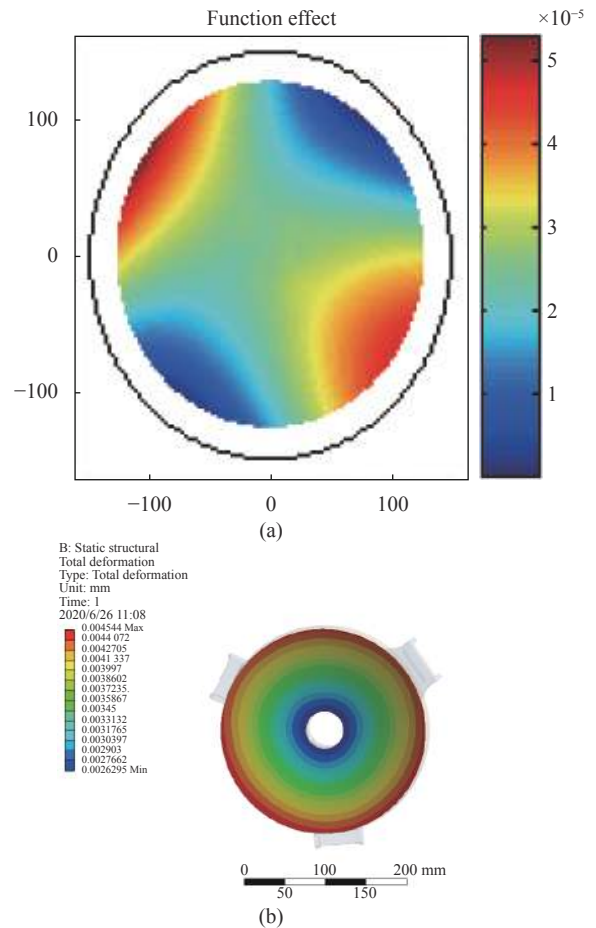 Function effect
×10⁻⁵
5
4
3
2
1
100
0
−100
−100
0
100
(a)
B: Static structural
Total deformation
Type: Total deformation
Unit: mm
Time: 1
2020/6/26 11:08
0.004544 Max
0.0044 072
0.0042705
0.0041 337
0.003997
0.0038602
0.0037235.
0.0035867
0.00345
0.0033132
0.0031765
0.0030397
0.002903
0.0027662
0.0026295 Min
0 100 200 mm
50 150
(b)